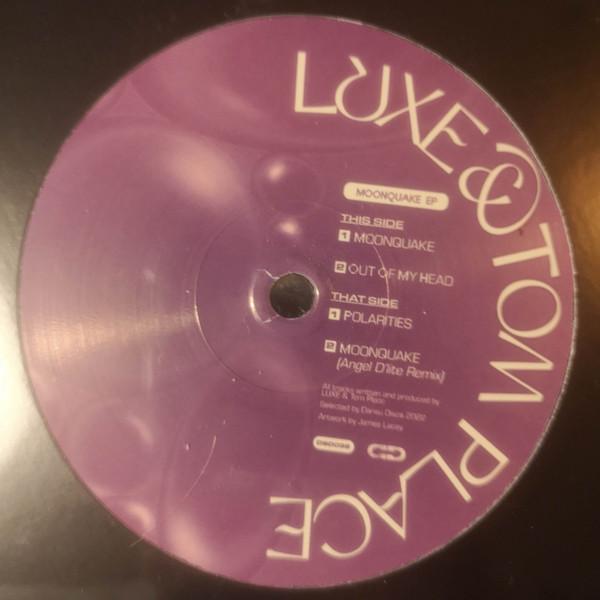 LUXE & TOM PLACE
MOONQUAKE EP
THIS SIDE
1 MOONQUAKE
2 OUT OF MY HEAD
THAT SIDE
1 POLARITIES
2 MOONQUAKE
(Angel D'lite Remix)
All tracks written and produced by
LUXE & Tom Place
Selected by Dansu Discs 2022
Artwork by James Lacey